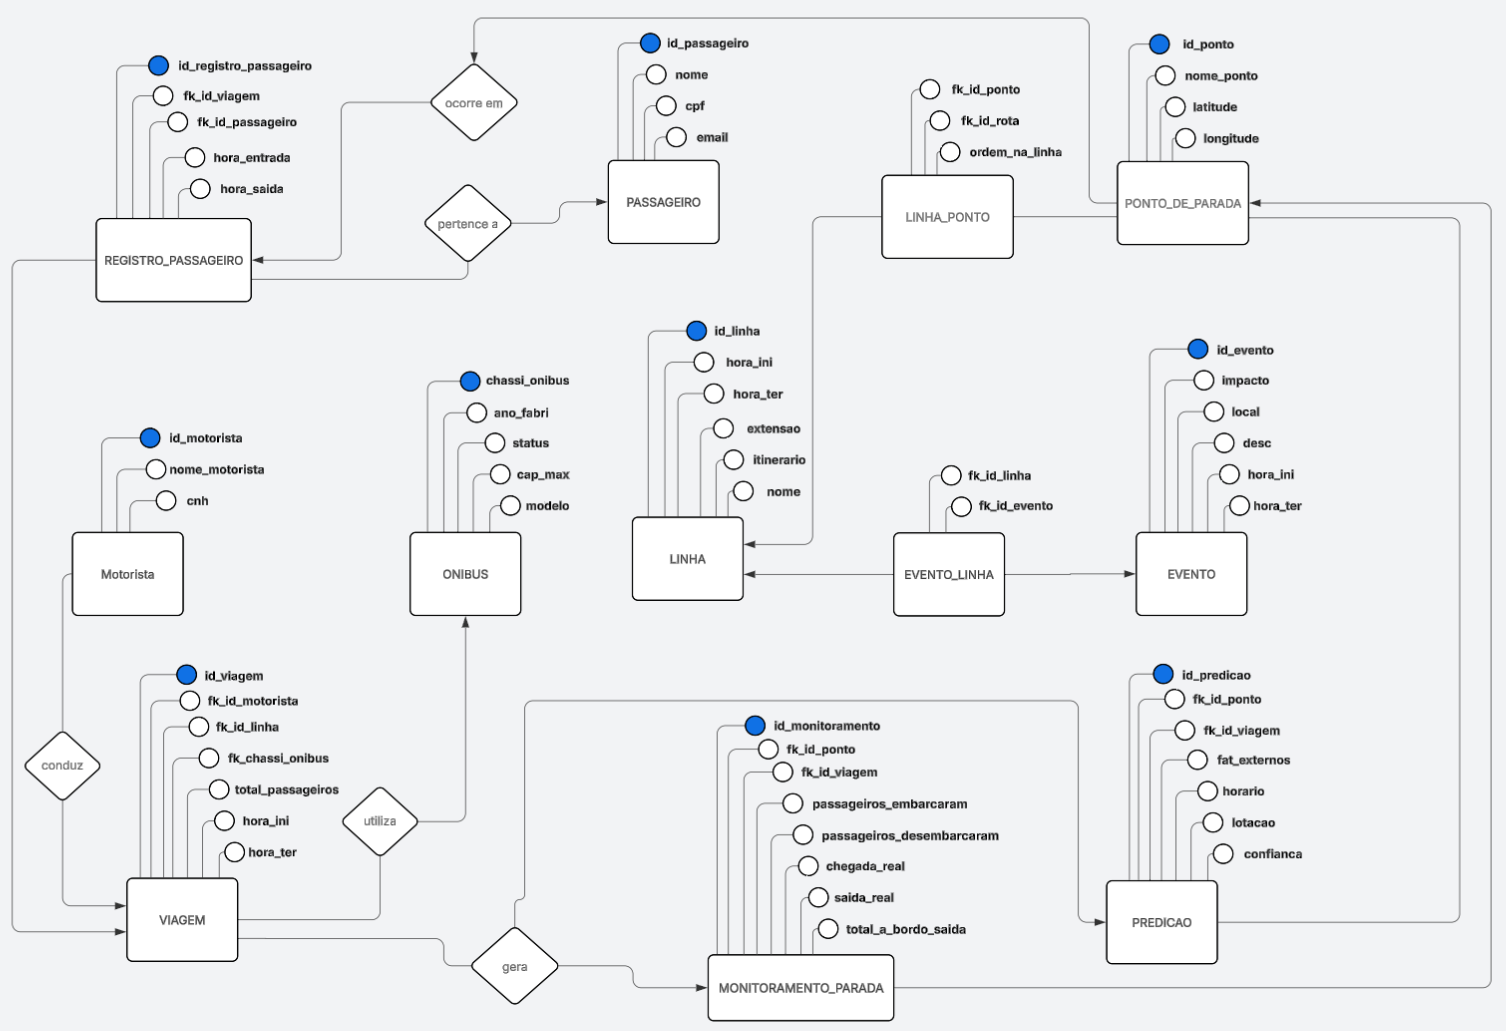 id_registro_passageiro
fk_id_viagem
fk_id_passageiro
hora_entrada
hora_saida
REGISTRO_PASSAGEIRO
ocorre em
pertence a
id_passageiro
nome
cpf
email
PASSAGEIRO
fk_id_ponto
fk_id_rota
ordem_na_linha
LINHA_PONTO
id_ponto
nome_ponto
latitude
longitude
PONTO_DE_PARADA
id_motorista
nome_motorista
cnh
Motorista
chassi_onibus
ano_fabri
status
cap_max
modelo
ONIBUS
id_linha
hora_ini
hora_ter
extensao
itinerario
nome
LINHA
fk_id_linha
fk_id_evento
EVENTO_LINHA
id_evento
impacto
local
desc
hora_ini
hora_ter
EVENTO
conduz
id_viagem
fk_id_motorista
fk_id_linha
fk_chassi_onibus
total_passageiros
hora_ini
hora_ter
VIAGEM
utiliza
gera
id_monitoramento
fk_id_ponto
fk_id_viagem
passageiros_embarcaram
passageiros_desembarcaram
chegada_real
saida_real
total_a_bordo_saida
MONITORAMENTO_PARADA
id_predicao
fk_id_ponto
fk_id_viagem
fat_externos
horario
lotacao
confianca
PREDICAO